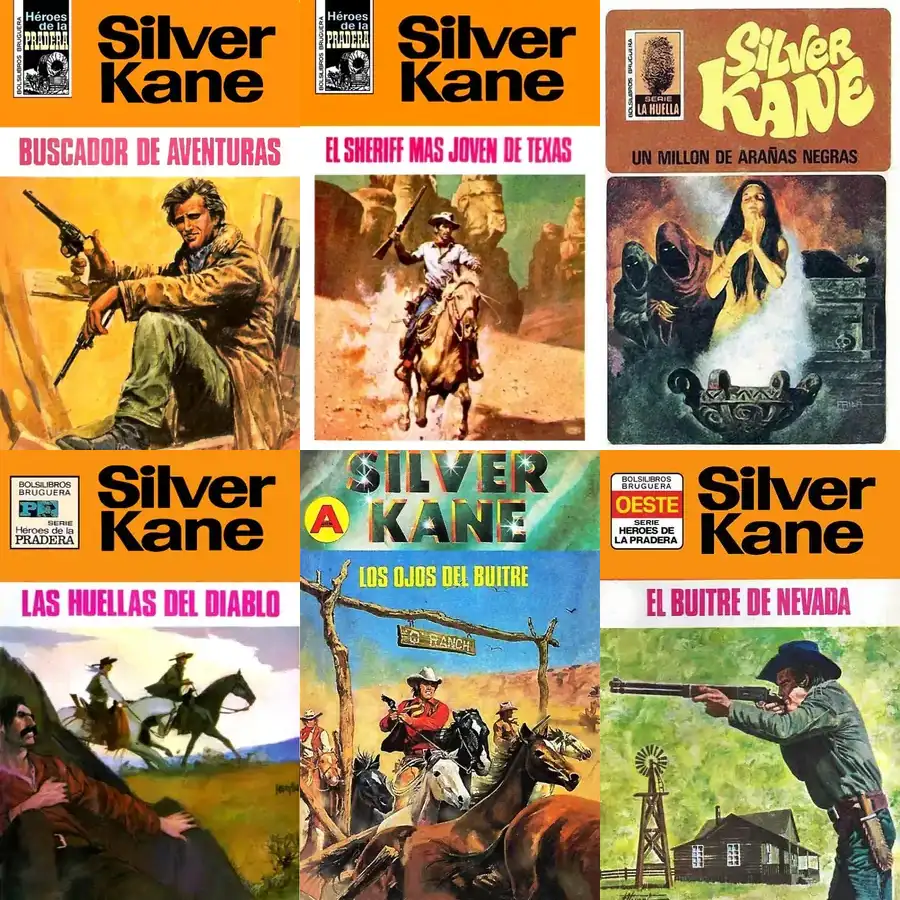 BOLSILIBROS BRUGUERA
Héroes
de la
PRADERA
Silver
Kane
BUSCADOR DE AVENTURAS
BOLSILIBROS BRUGUERA
Héroes
de la
PRADERA
Silver
Kane
EL SHERIFF MAS JOVEN DE TEXAS
BOLSILIBROS BRUGUERA
SERIE
LA HUELLA
SILVER
KANE
UN MILLON DE ARAÑAS NEGRAS
BOLSILIBROS
BRUGUERA
SERIE
Héroes de la
PRADERA
Silver
Kane
LAS HUELLAS DEL DIABLO
SILVER
KANE
A
LOS OJOS DEL BUITRE
"O" RANCH
BOLSILIBROS
BRUGUERA
OESTE
SERIE
HEROES DE
LA PRADERA
Silver
Kane
EL BUITRE DE NEVADA